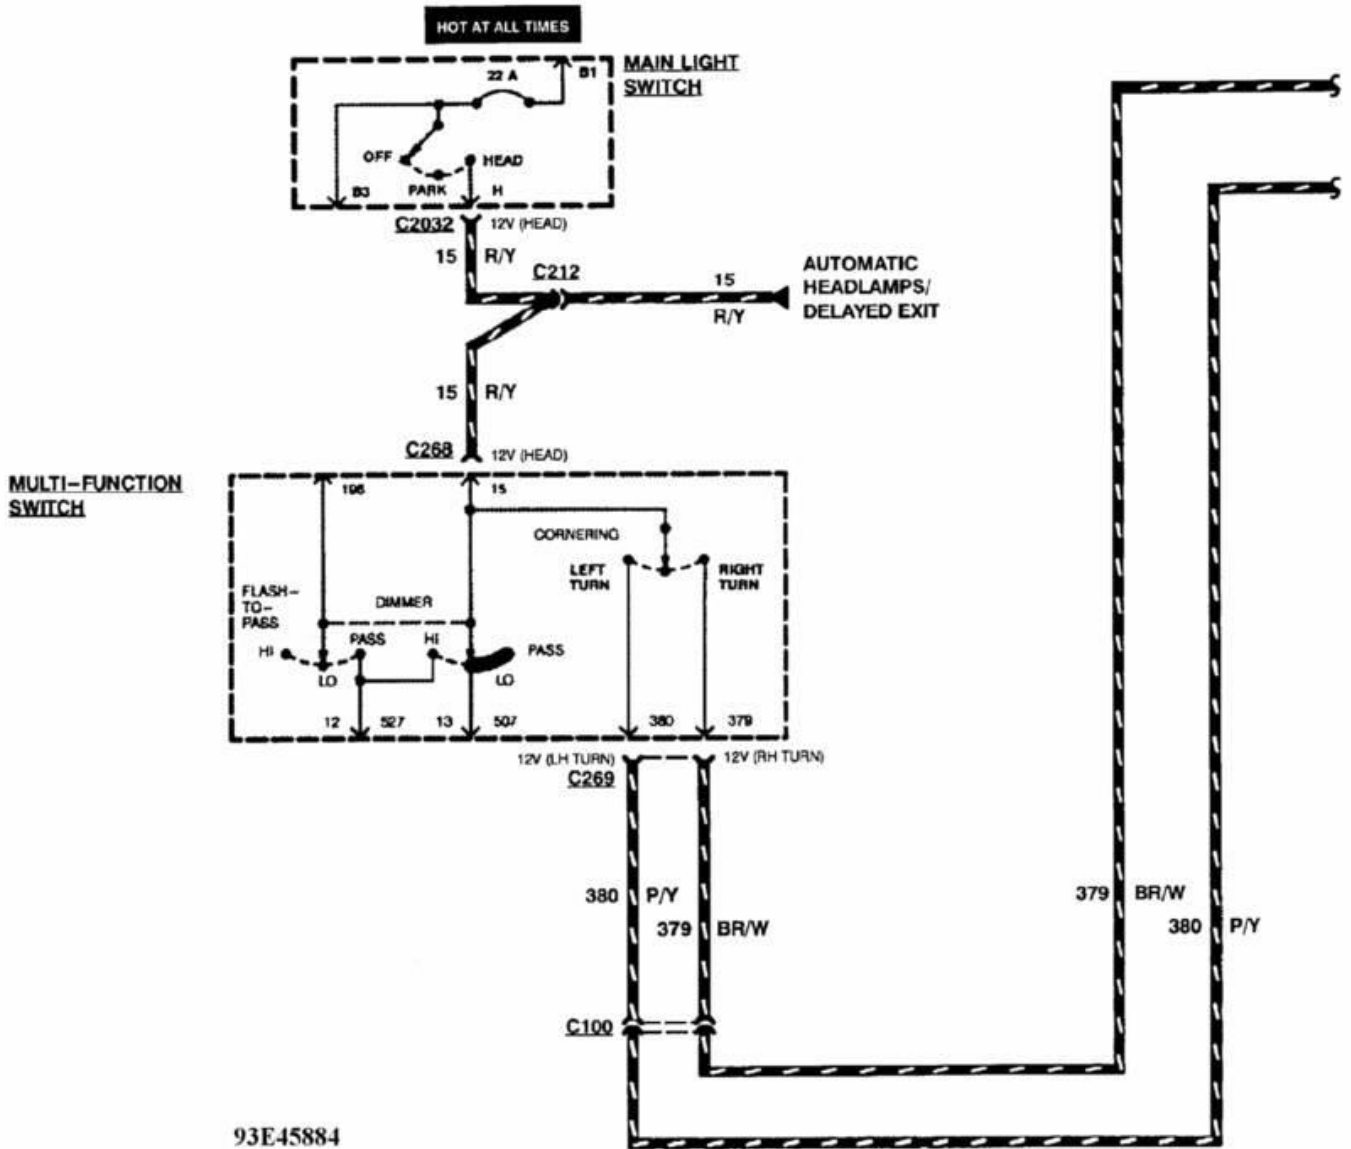 HOT AT ALL TIMES
MAIN LIGHT
SWITCH
22 A
B1
OFF
HEAD
B3
PARK
H
C2032
12V (HEAD)
15
R/Y
C212
15
R/Y
AUTOMATIC
HEADLAMPS/
DELAYED EXIT
15
R/Y
C268
12V (HEAD)
MULTI-FUNCTION
SWITCH
196
15
CORNERING
LEFT
TURN
RIGHT
TURN
FLASH-
TO-
PASS
DIMMER
HI
PASS
HI
PASS
LO
LO
12
527
13
507
380
379
12V (LH TURN)
12V (RH TURN)
C269
380
P/Y
379
BR/W
379
BR/W
380
P/Y
C100
93E45884